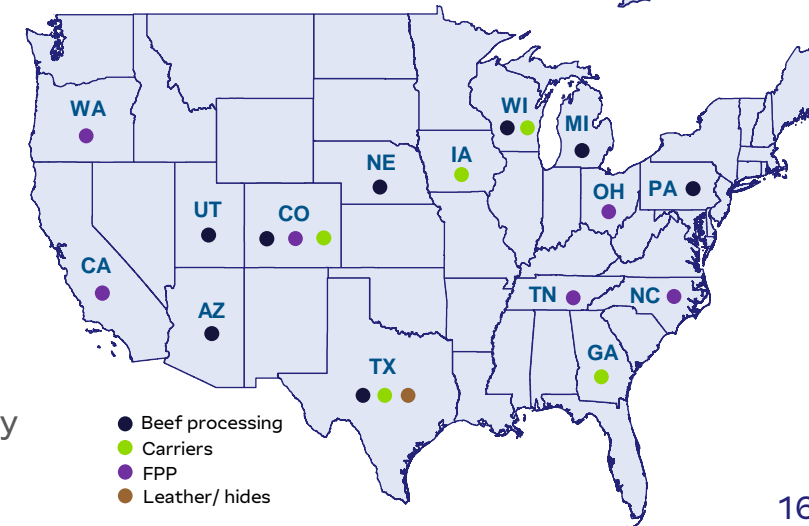 WA
WI
MI
IA
NE
OH
PA
UT
CO
CA
TN
NC
AZ
GA
TX
y
Beef processing
Carriers
FPP
Leather/ hides
16